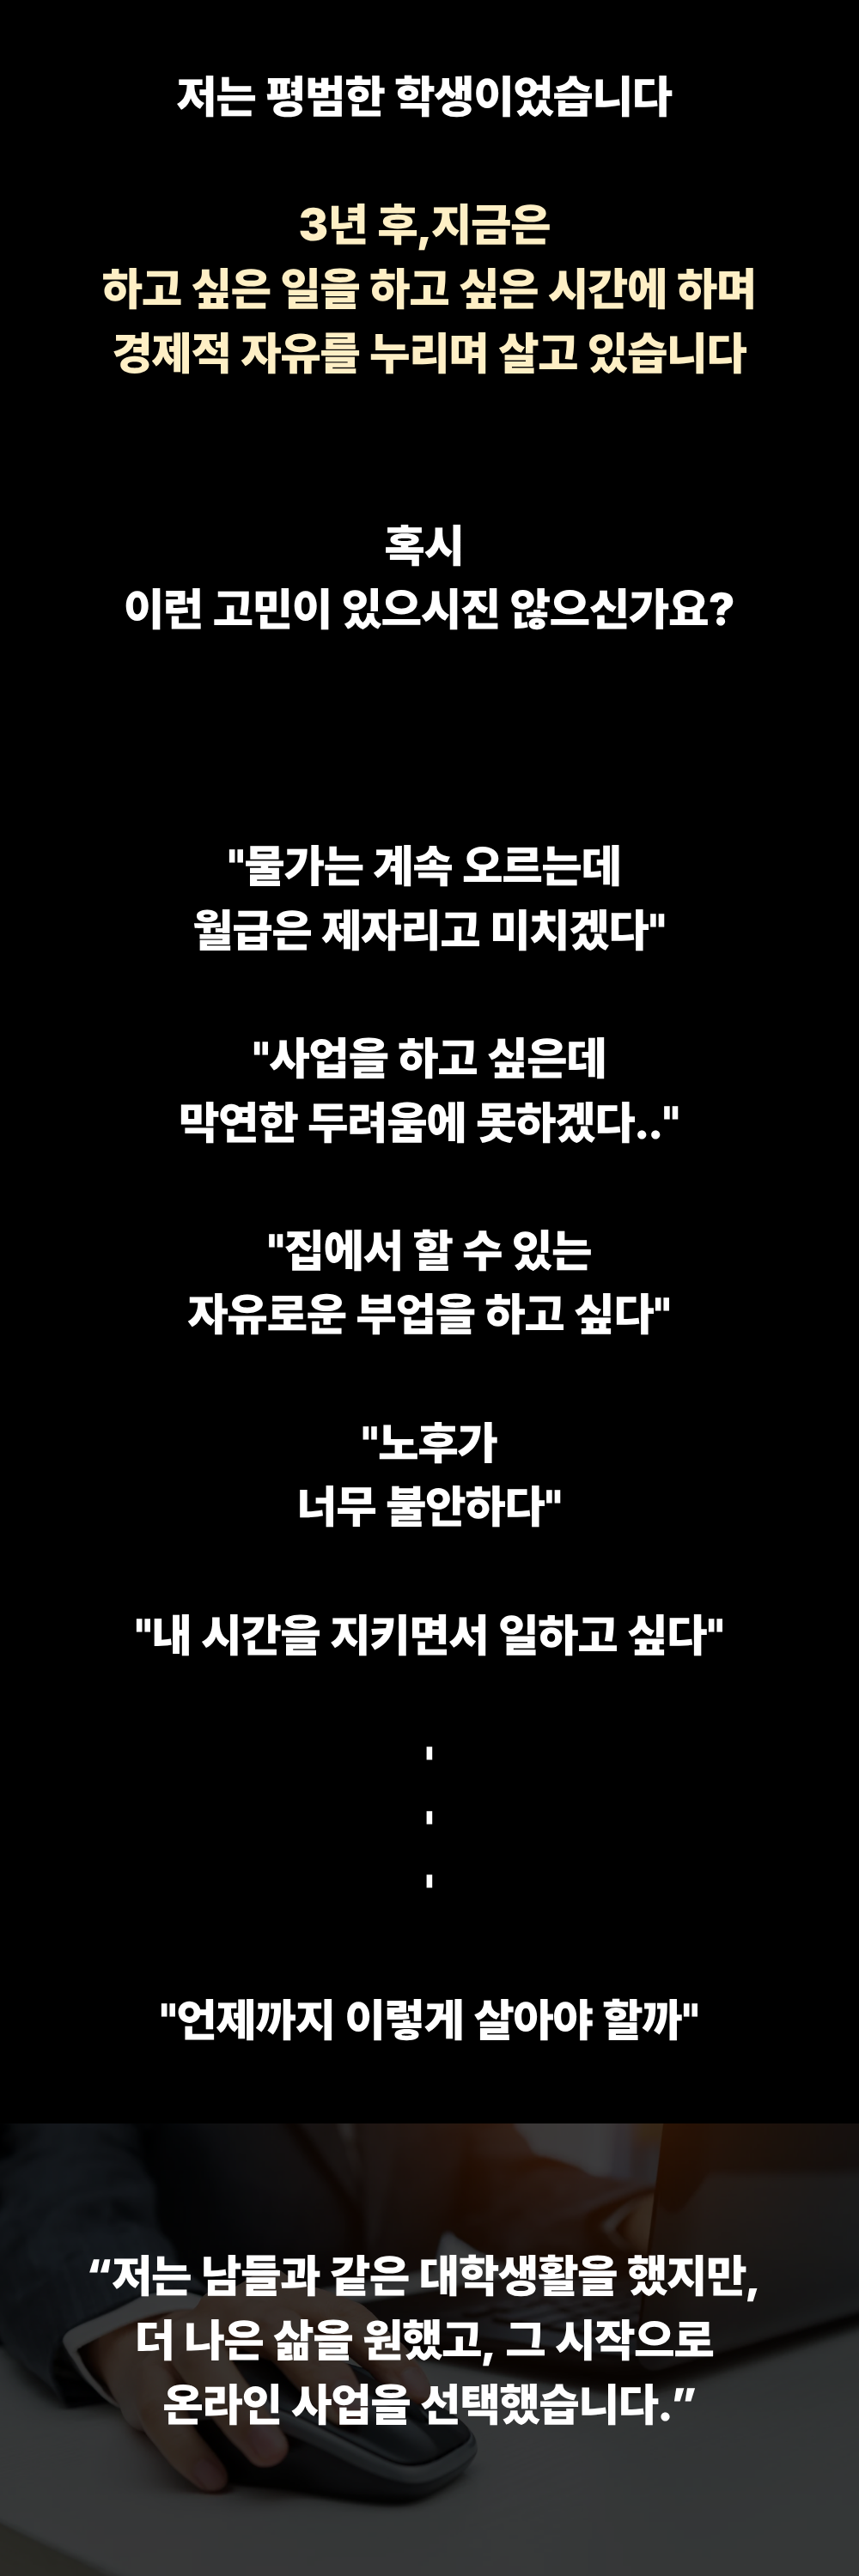 저는 평범한 학생이었습니다
3년 후,지금은
하고 싶은 일을 하고 싶은 시간에 하며
경제적 자유를 누리며 살고 있습니다
혹시
이런 고민이 있으시진 않으신가요?
"물가는 계속 오르는데
월급은 제자리고 미치겠다"
"사업을 하고 싶은데
막연한 두려움에 못하겠다.."
"집에서 할 수 있는
자유로운 부업을 하고 싶다"
"노후가
너무 불안하다"
"내 시간을 지키면서 일하고 싶다"
'
'
'
"언제까지 이렇게 살아야 할까"
“저는 남들과 같은 대학생활을 했지만,
더 나은 삶을 원했고, 그 시작으로
온라인 사업을 선택했습니다.”